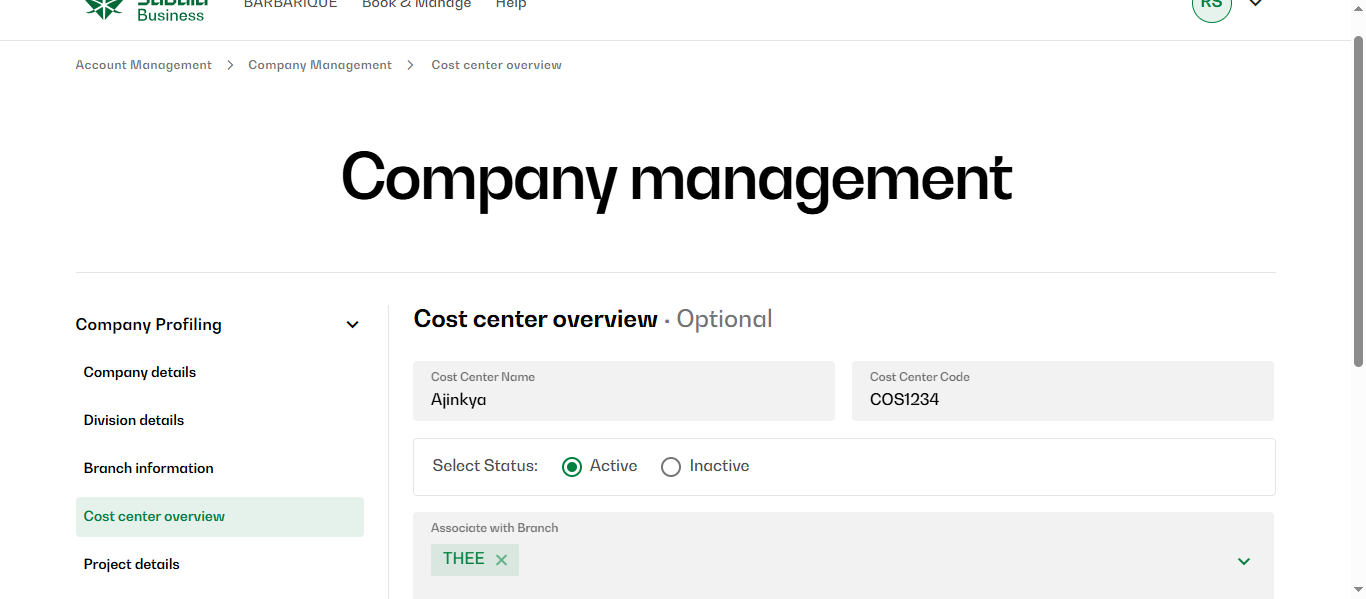 Business
BARBARIQUE Book & Manage Help
RS
Account Management > Company Management > Cost center overview
Company management
Company Profiling
Company details
Division details
Branch information
Cost center overview
Project details
Cost center overview · Optional
Cost Center Name
Ajinkya
Cost Center Code
COS1234
Select Status: Active Inactive
Associate with Branch
THEE